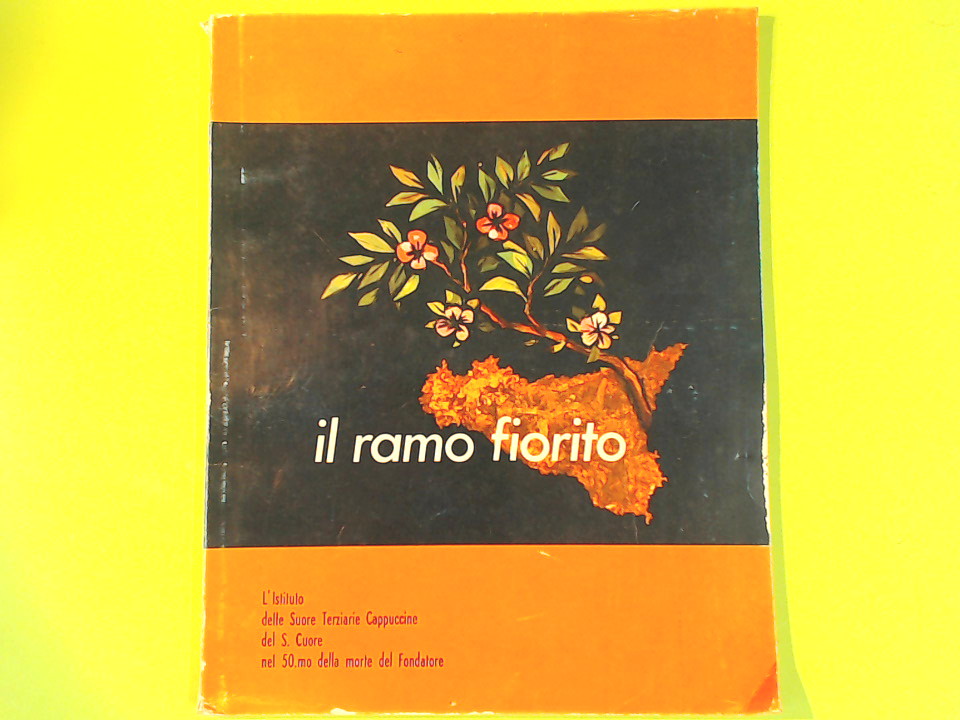 il ramo fiorito
L'Istituto
delle Suore Terziarie Cappuccine
del S. Cuore
nel 50.mo della morte del Fondatore